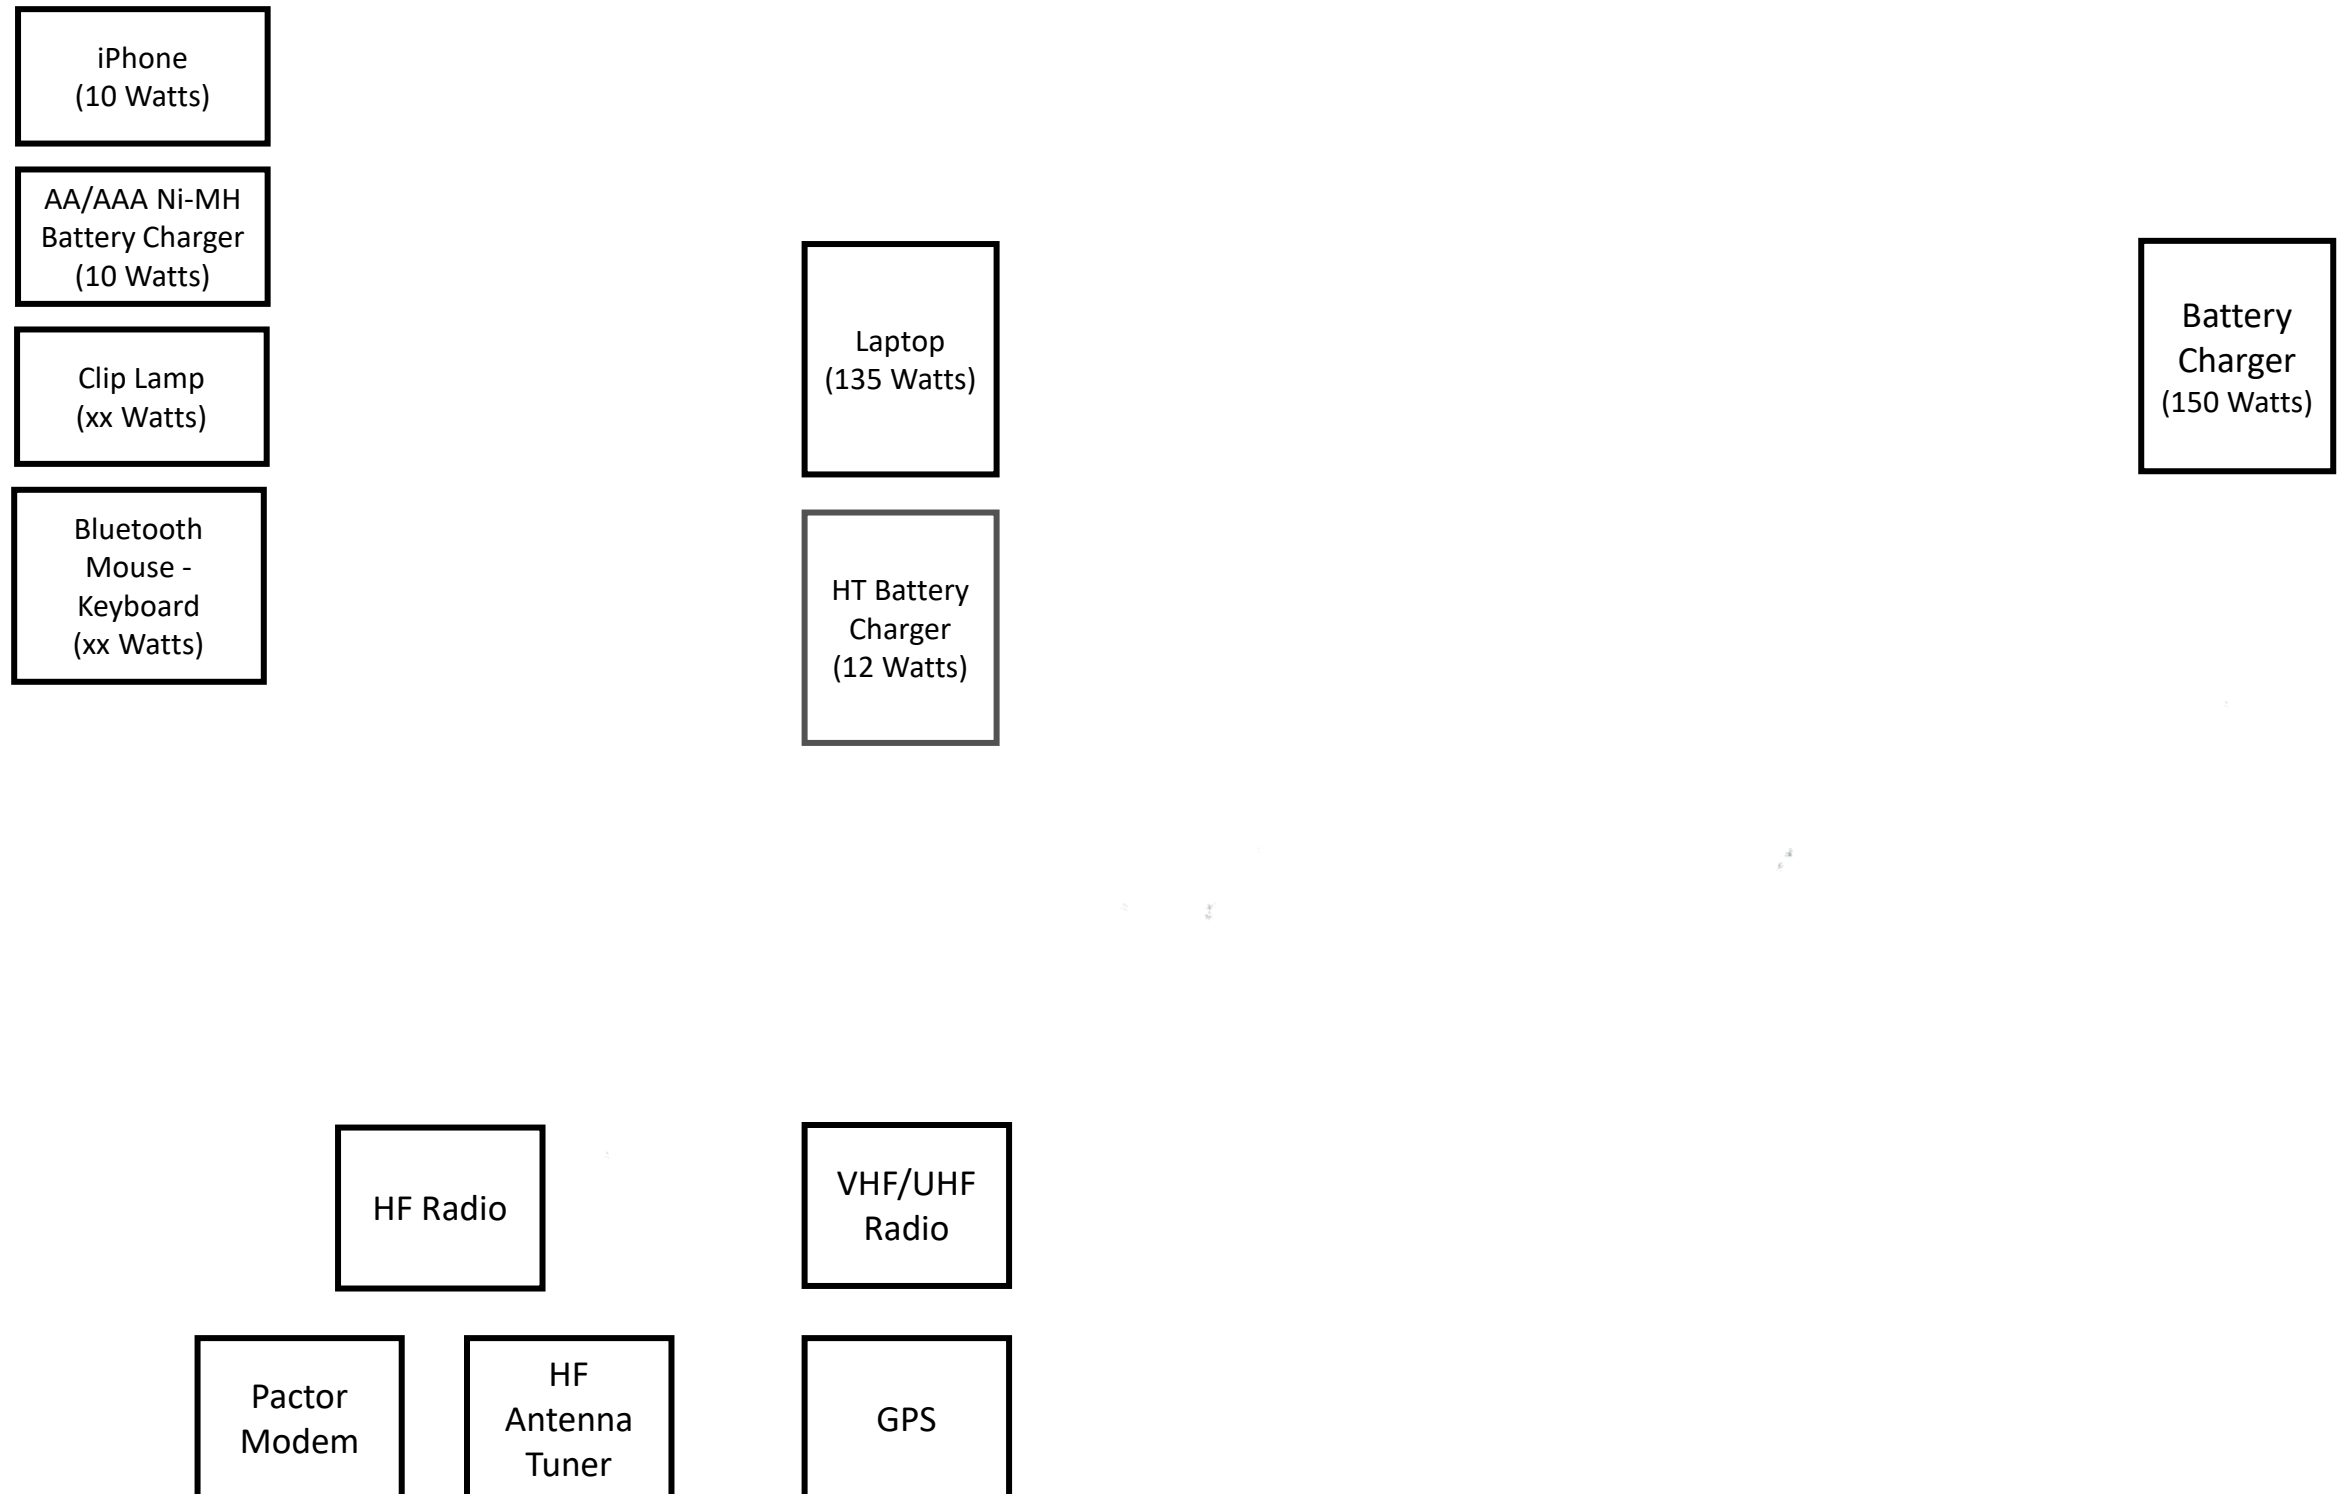 iPhone
(10 Watts)
AA/AAA Ni-MH
Battery Charger
(10 Watts)
Clip Lamp
(xx Watts)
Bluetooth
Mouse -
Keyboard
(xx Watts)
Laptop
(135 Watts)
HT Battery
Charger
(12 Watts)
Battery
Charger
(150 Watts)
HF Radio
VHF/UHF
Radio
Pactor
Modem
HF
Antenna
Tuner
GPS